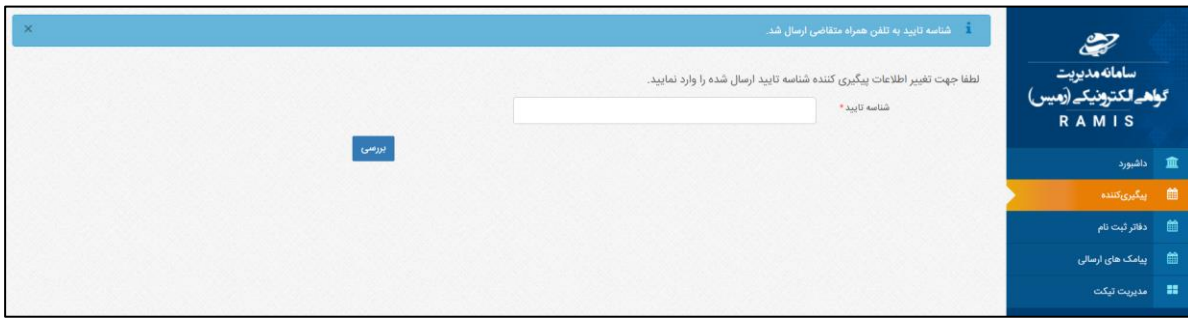 شناسه تایید به تلفن همراه متقاضی ارسال شد.
×
لطفا جهت تغییر اطلاعات پیگیری کننده شناسه تایید ارسال شده را وارد نمایید.
شناسه تایید *
بررسی
سامانه مدیریت
گواهی الکترونیکی (رمیس)
RAMIS
داشبورد
پیگیری‌کننده
دفاتر ثبت نام
پیامک های ارسالی
مدیریت تیکت